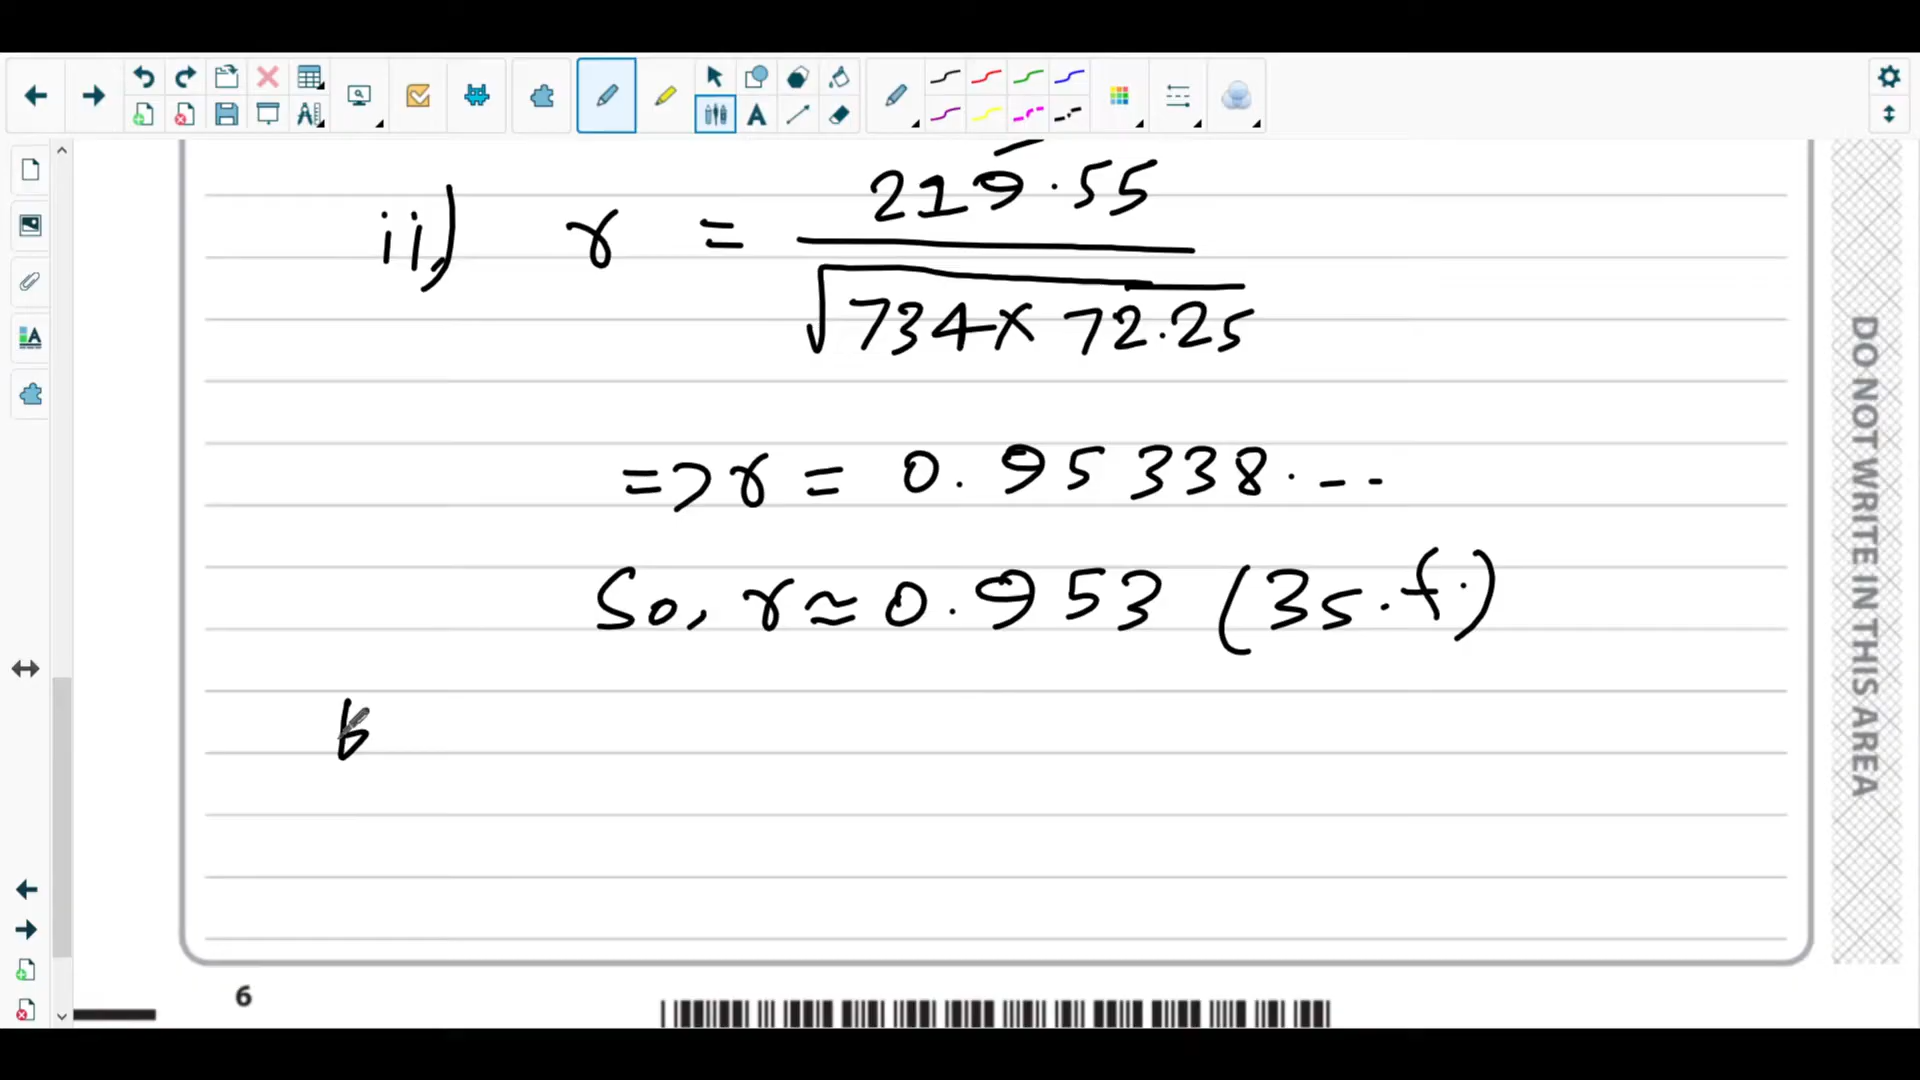 ii) r = 219.55
√734 × 72.25
=> r = 0.95338...
So, r ≈ 0.953 (3s.f.)
b
6
DO NOT WRITE IN THIS AREA